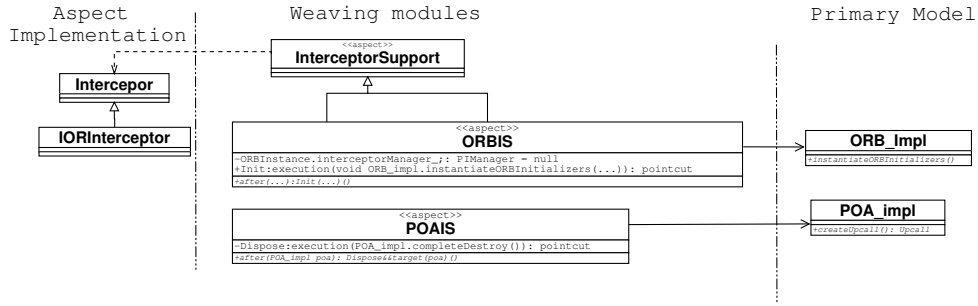 Aspect
Implementation
Weaving modules
Primary Model
<<aspect>>
InterceptorSupport
Intercepor
IORInterceptor
<<aspect>>
ORBIS
-ORBInstance.interceptorManager_;: PIManager = null
+Init:execution(void ORB_impl.instantiateORBInitializers(...)): pointcut
+after(...):Init(...)()
ORB_Impl
+instantiateORBInitializers()
<<aspect>>
POAIS
-Dispose:execution(POA_impl.completeDestroy()): pointcut
+after(POA_impl poa): Dispose&&target(poa)()
POA_impl
+createUpcall(): Upcall